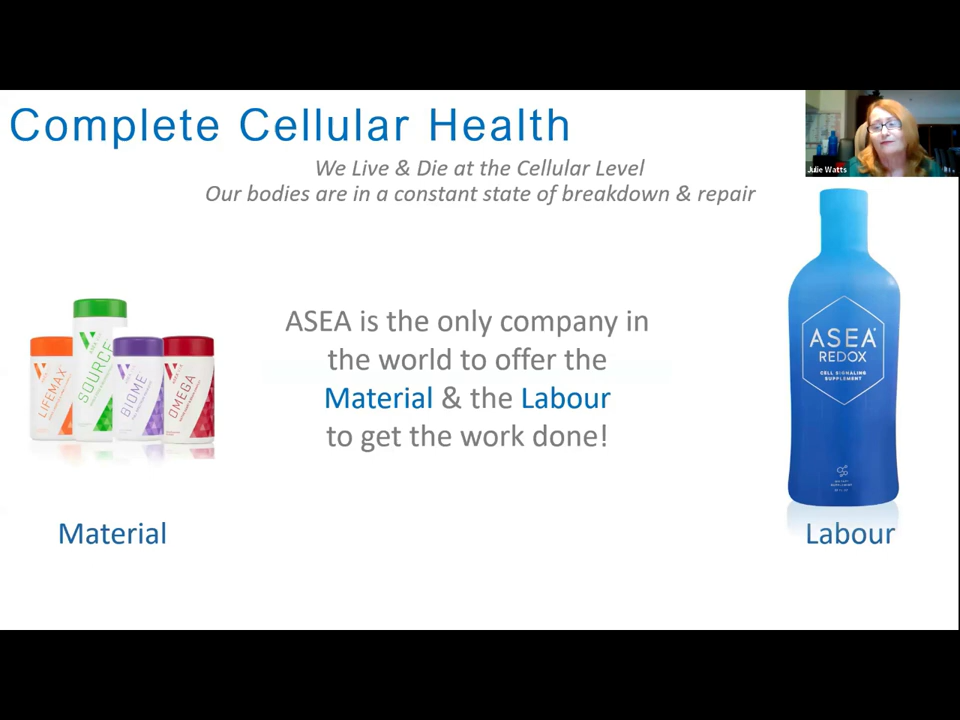 Complete Cellular Health
We Live & Die at the Cellular Level
Our bodies are in a constant state of breakdown & repair
Julie Watts
ASEA is the only company in
the world to offer the
Material & the Labour
to get the work done!
LIFEMAX
SOURCE
BIOME
OMEGA
ASEA
REDOX
CELL SIGNALING
SUPPLEMENT
Material
Labour